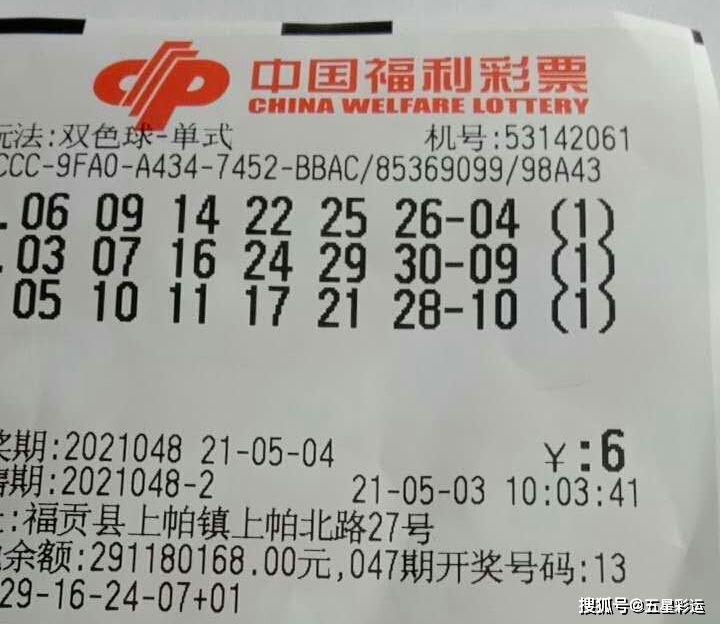 中国福利彩票
CHINA WELFARE LOTTERY
玩法:双色球-单式 机号:53142061
CCC-9FA0-A434-7452-BBAC/85369099/98A43
.06 09 14 22 25 26-04 (1)
.03 07 16 24 29 30-09 (1)
05 10 11 17 21 28-10 (1)
奖期:2021048 21-05-04 ¥:6
期:2021048-2 21-05-03 10:03:41
:福贡县上帕镇上帕北路27号
余额:291180168.00元,047期开奖号码:13
29-16-24-07+01
搜狐号@五星彩运